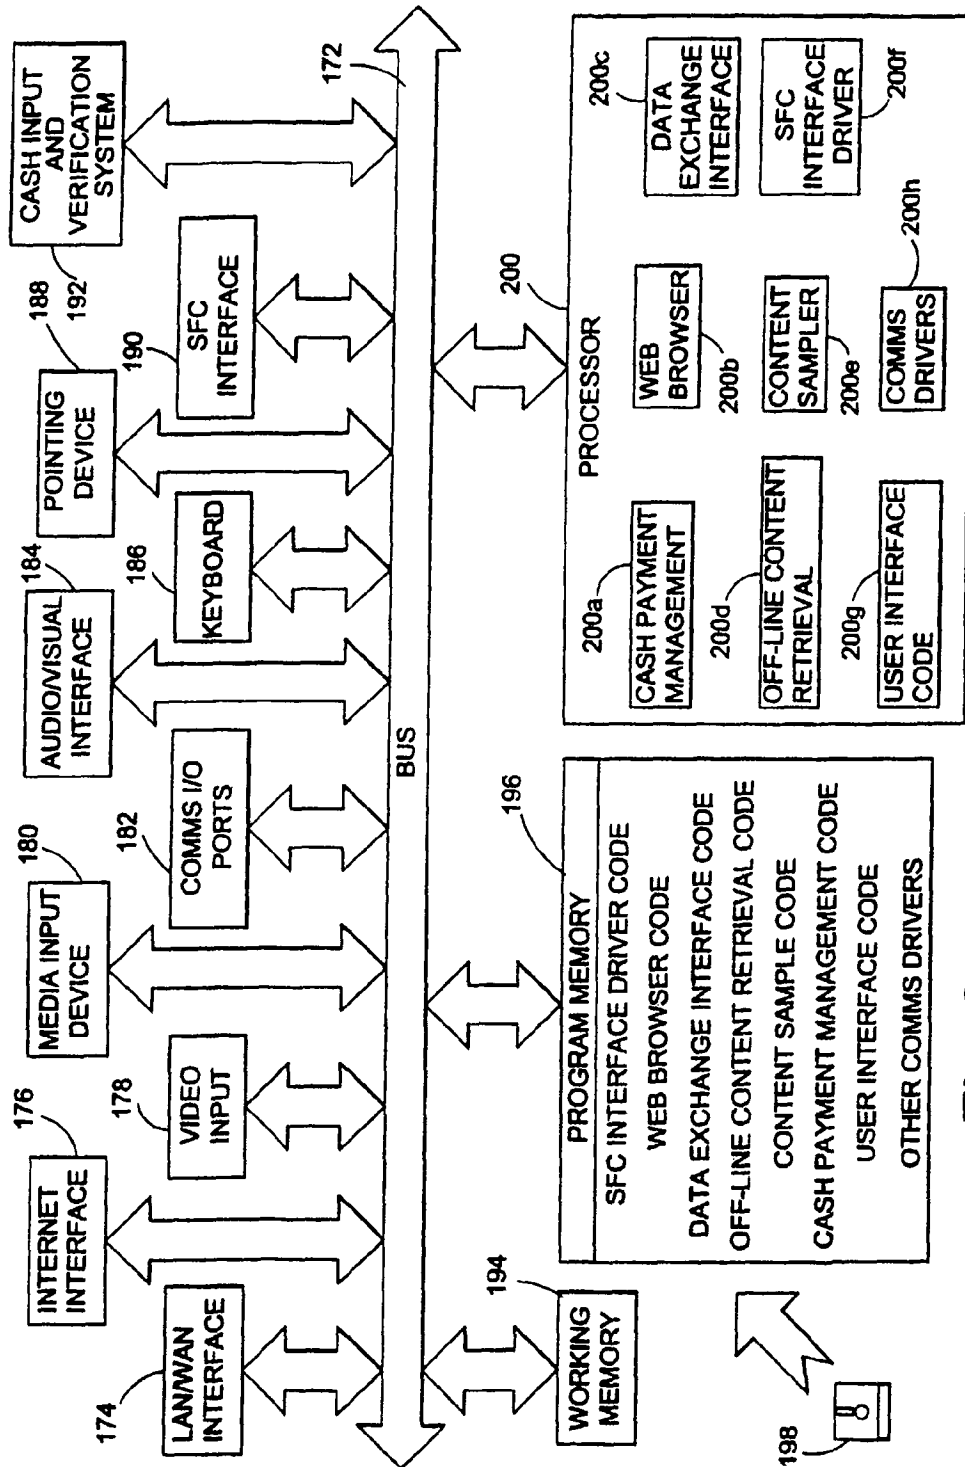 176
INTERNET
INTERFACE
180
MEDIA INPUT
DEVICE
184
AUDIO/VISUAL
INTERFACE
188
POINTING
DEVICE
192
CASH INPUT
AND
VERIFICATION
SYSTEM
174
LAN/WAN
INTERFACE
178
VIDEO
INPUT
182
COMMS I/O
PORTS
186
KEYBOARD
190
SFC
INTERFACE
BUS
172
194
WORKING
MEMORY
196
PROGRAM MEMORY
SFC INTERFACE DRIVER CODE
WEB BROWSER CODE
DATA EXCHANGE INTERFACE CODE
OFF-LINE CONTENT RETRIEVAL CODE
CONTENT SAMPLE CODE
CASH PAYMENT MANAGEMENT CODE
USER INTERFACE CODE
OTHER COMMS DRIVERS
198
200
PROCESSOR
200a
CASH PAYMENT
MANAGEMENT
WEB
BROWSER
200b
200c
DATA
EXCHANGE
INTERFACE
200d
OFF-LINE CONTENT
RETRIEVAL
CONTENT
SAMPLER
200e
SFC
INTERFACE
DRIVER
200f
200g
USER INTERFACE
CODE
COMMS
DRIVERS
200h